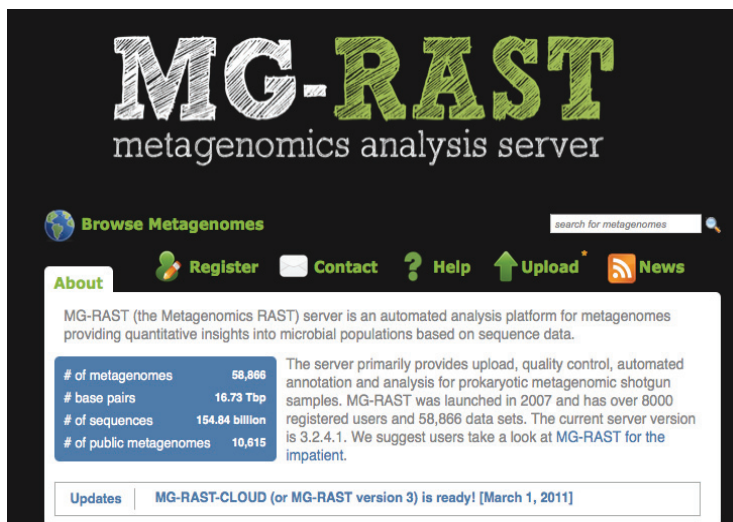 MG-RAST
metagenomics analysis server
Browse Metagenomes
search for metagenomes
Register
Contact
Help
Upload*
News
About
MG-RAST (the Metagenomics RAST) server is an automated analysis platform for metagenomes
providing quantitative insights into microbial populations based on sequence data.
# of metagenomes 58,866
# base pairs 16.73 Tbp
# of sequences 154.84 billion
# of public metagenomes 10,615
The server primarily provides upload, quality control, automated
annotation and analysis for prokaryotic metagenomic shotgun
samples. MG-RAST was launched in 2007 and has over 8000
registered users and 58,866 data sets. The current server version
is 3.2.4.1. We suggest users take a look at MG-RAST for the
impatient.
Updates MG-RAST-CLOUD (or MG-RAST version 3) is ready! [March 1, 2011]